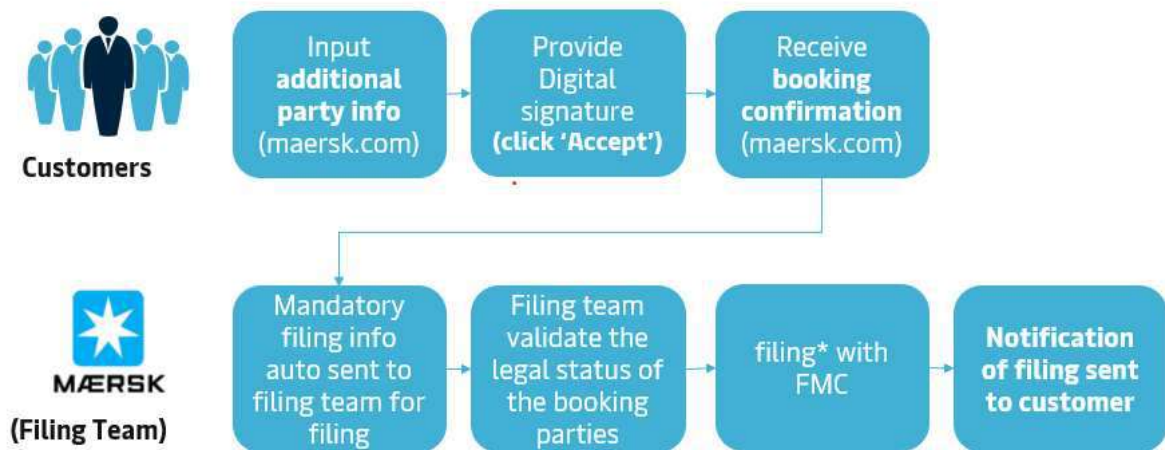 Customers
Input
additional
party info
(maersk.com)
Provide
Digital
signature
(click ‘Accept’)
Receive
booking
confirmation
(maersk.com)
MÆRSK
(Filing Team)
Mandatory
filing info
auto sent to
filing team for
filing
Filing team
validate the
legal status of
the booking
parties
filing* with
FMC
Notification
of filing sent
to customer